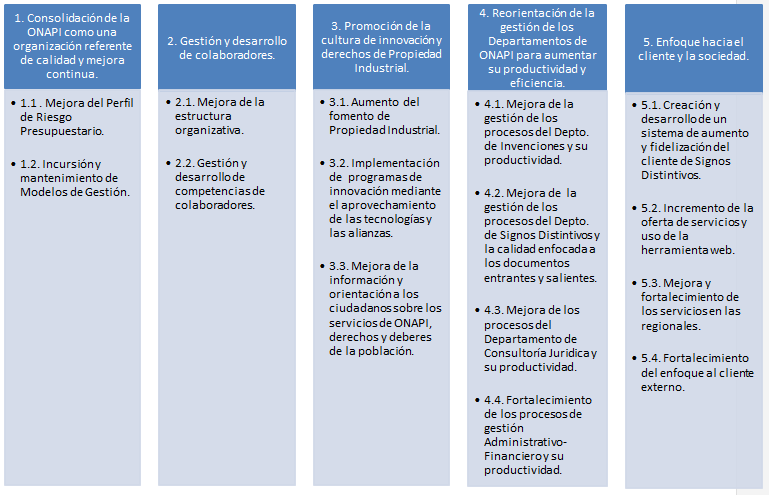 1. Consolidación de la
ONAPI como una
organización referente
de calidad y mejora
continua.
• 1.1 . Mejora del Perfil
de Riesgo
Presupuestario.
• 1.2. Incursión y
mantenimiento de
Modelos de Gestión.
2. Gestión y desarrollo
de colaboradores.
• 2.1. Mejora de la
estructura
organizativa.
• 2.2. Gestión y
desarrollo de
competencias de
colaboradores.
3. Promoción de la
cultura de innovación y
derechos de Propiedad
Industrial.
• 3.1. Aumento del
fomento de
Propiedad Industrial.
• 3.2. Implementación
de programas de
innovación mediante
el aprovechamiento
de las tecnologías y
las alianzas.
• 3.3. Mejora de la
información y
orientación a los
ciudadanos sobre los
servicios de ONAPI,
derechos y deberes
de la población.
4. Reorientación de la
gestión de los
Departamentos de
ONAPI para aumentar
su productividad y
eficiencia.
• 4.1. Mejora de la
gestión de los
procesos del Depto.
de Invenciones y su
productividad.
• 4.2. Mejora de la
gestión de los
procesos del Depto.
de Signos Distintivos y
la calidad enfocada a
los documentos
entrantes y salientes.
• 4.3. Mejora de los
procesos del
Departamento de
Consultoría Juridica y
su productividad.
• 4.4. Fortalecimiento
de los procesos de
gestión
Administrativo-
Financiero y su
productividad.
5. Enfoque hacia el
cliente y la sociedad.
• 5.1. Creación y
desarrollo de un
sistema de aumento
y fidelización del
cliente de Signos
Distintivos.
• 5.2. Incremento de la
oferta de servicios y
uso de la
herramienta web.
• 5.3. Mejora y
fortalecimiento de
los servicios en las
regionales.
• 5.4. Fortalecimiento
del enfoque al cliente
externo.